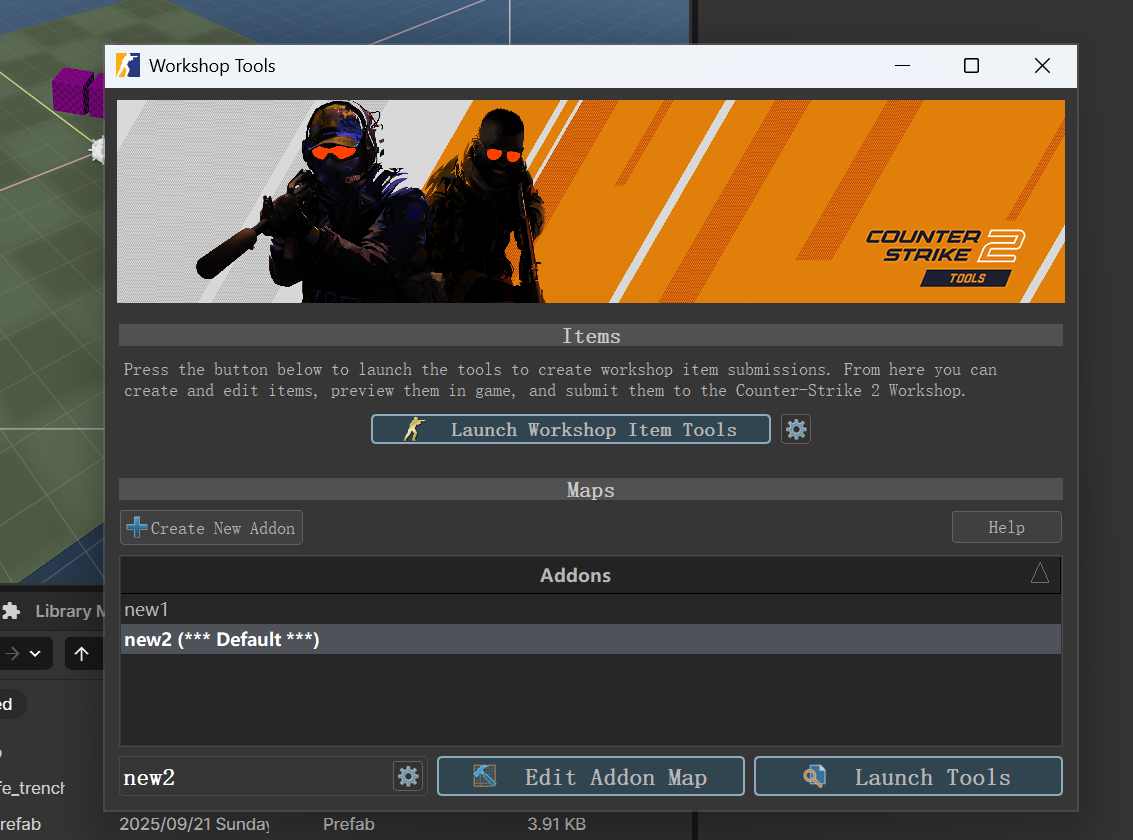 Workshop Tools
COUNTER
STRIKE 2
TOOLS
Items
Press the button below to launch the tools to create workshop item submissions. From here you can
create and edit items, preview them in game, and submit them to the Counter-Strike 2 Workshop.
Launch Workshop Item Tools
Maps
Create New Addon
Help
Addons
new1
new2 (*** Default ***)
new2
Edit Addon Map
Launch Tools
Library
2025/09/21 Sunday
Prefab
3.91 KB